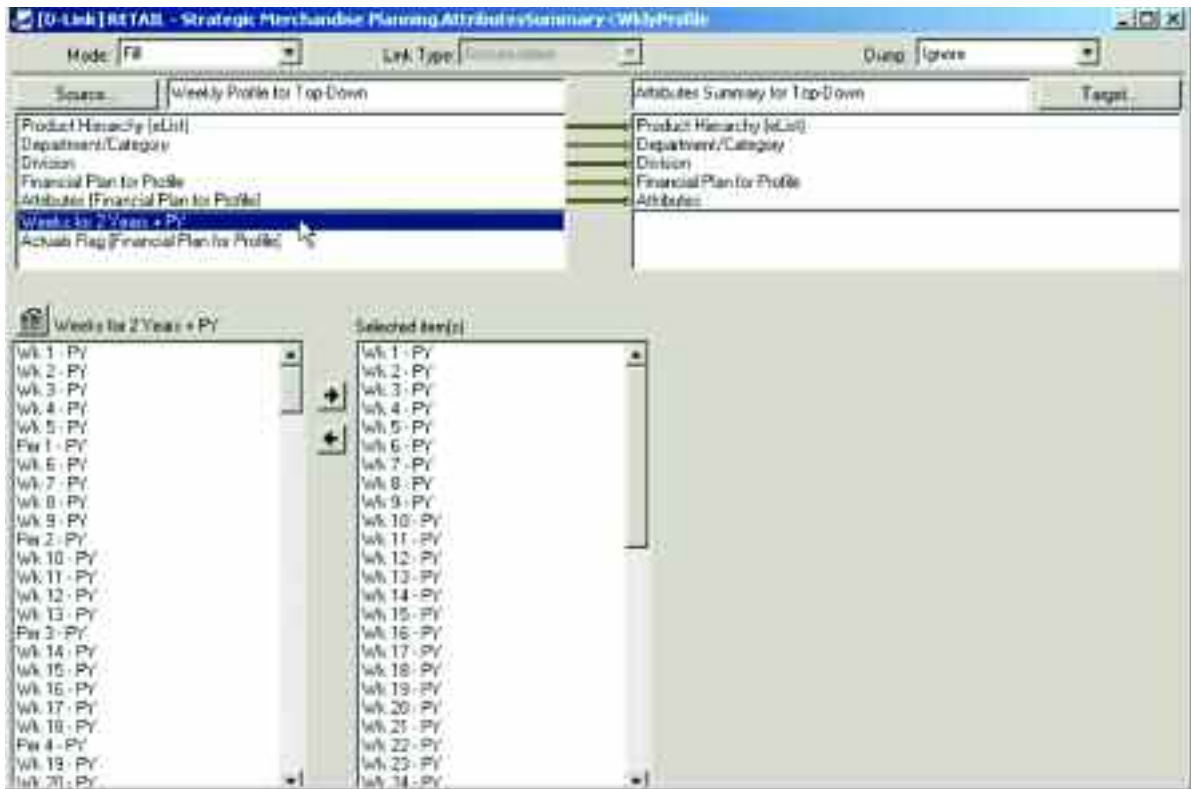 [D-Link] RETAIL - Strategic Merchandise Planning.AttributesSummary<WklyProfile
Mode: Fill Link Type: Dump: Ignore
Source... Weekly Profile for Top-Down Attributes Summary for Top-Down Target...
Product Hierarchy [eList] Product Hierarchy [eList]
Department/Category Department/Category
Division Division
Financial Plan for Profile Financial Plan for Profile
Attributes [Financial Plan for Profile] Attributes
Weeks for 2 Years + PY
Actuals Flag [Financial Plan for Profile]
Weeks for 2 Years + PY Selected item(s)
Wk 1 - PY Wk 1 - PY
Wk 2 - PY Wk 2 - PY
Wk 3 - PY Wk 3 - PY
Wk 4 - PY Wk 4 - PY
Wk 5 - PY Wk 5 - PY
Per 1 - PY Wk 6 - PY
Wk 6 - PY Wk 7 - PY
Wk 7 - PY Wk 8 - PY
Wk 8 - PY Wk 9 - PY
Wk 9 - PY Wk 10 - PY
Per 2 - PY Wk 11 - PY
Wk 10 - PY Wk 12 - PY
Wk 11 - PY Wk 13 - PY
Wk 12 - PY Wk 14 - PY
Wk 13 - PY Wk 15 - PY
Per 3 - PY Wk 16 - PY
Wk 14 - PY Wk 17 - PY
Wk 15 - PY Wk 18 - PY
Wk 16 - PY Wk 19 - PY
Wk 17 - PY Wk 20 - PY
Wk 18 - PY Wk 21 - PY
Per 4 - PY Wk 22 - PY
Wk 19 - PY Wk 23 - PY
Wk 20 - PY Wk 24 - PY